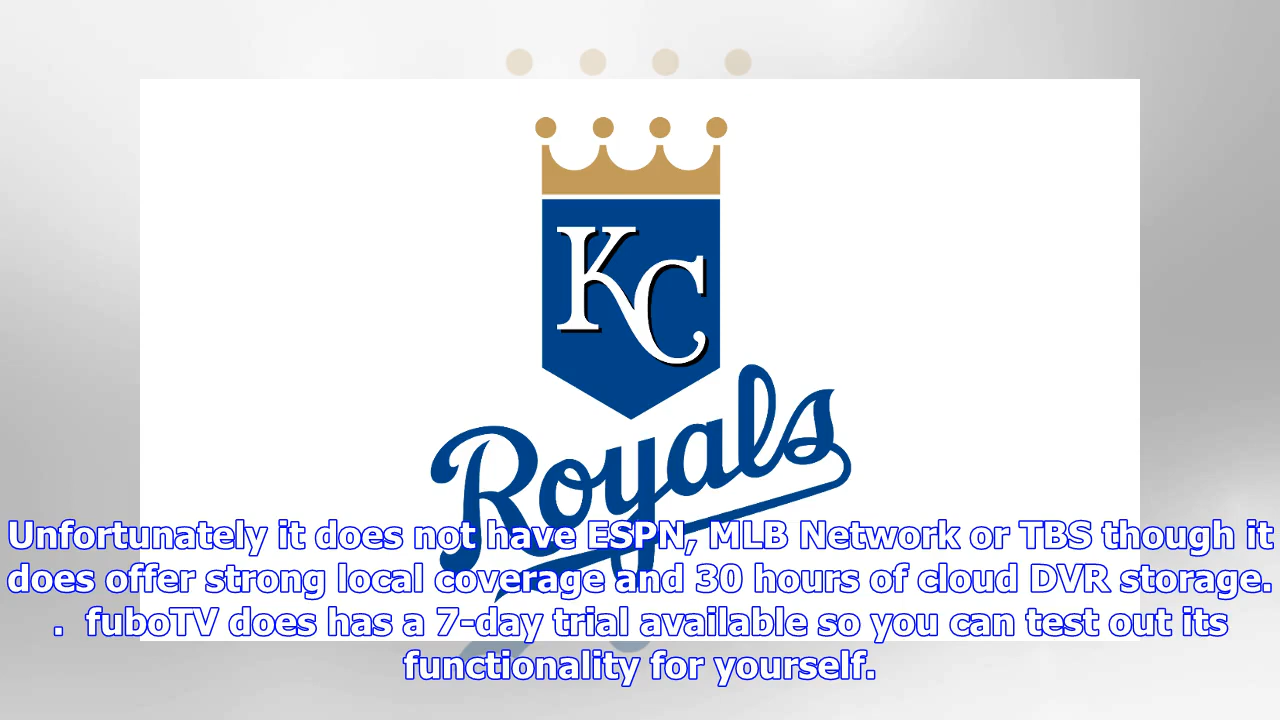 KC
Royals
Unfortunately it does not have ESPN, MLB Network or TBS though it
does offer strong local coverage and 30 hours of cloud DVR storage.
.  fuboTV does has a 7-day trial available so you can test out its
functionality for yourself.